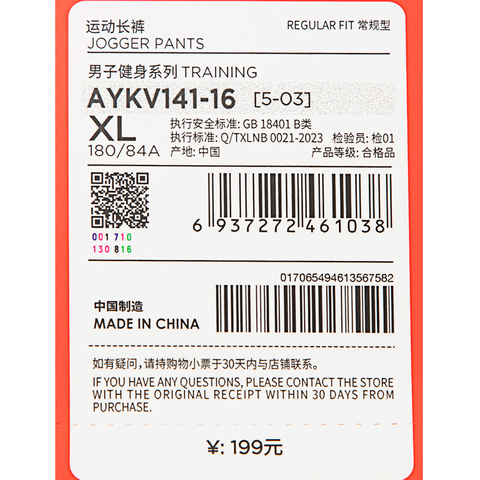 运动长裤
REGULAR FIT 常规型
JOGGER PANTS
男子健身系列 TRAINING
AYKV141-16 [5-03]
XL
180/84A
执行安全标准: GB 18401 B类
执行标准: Q/TXLNB 0021-2023 检验员: 检01
产地: 中国 产品等级: 合格品
001 710
130 816
6 937272 461038
017065494613567582
中国制造
MADE IN CHINA
如有疑问，请持购物小票于30天内与店铺联系。
IF YOU HAVE ANY QUESTIONS, PLEASE CONTACT THE STORE
WITH THE ORIGINAL RECEIPT WITHIN 30 DAYS FROM
PURCHASE.
¥: 199元